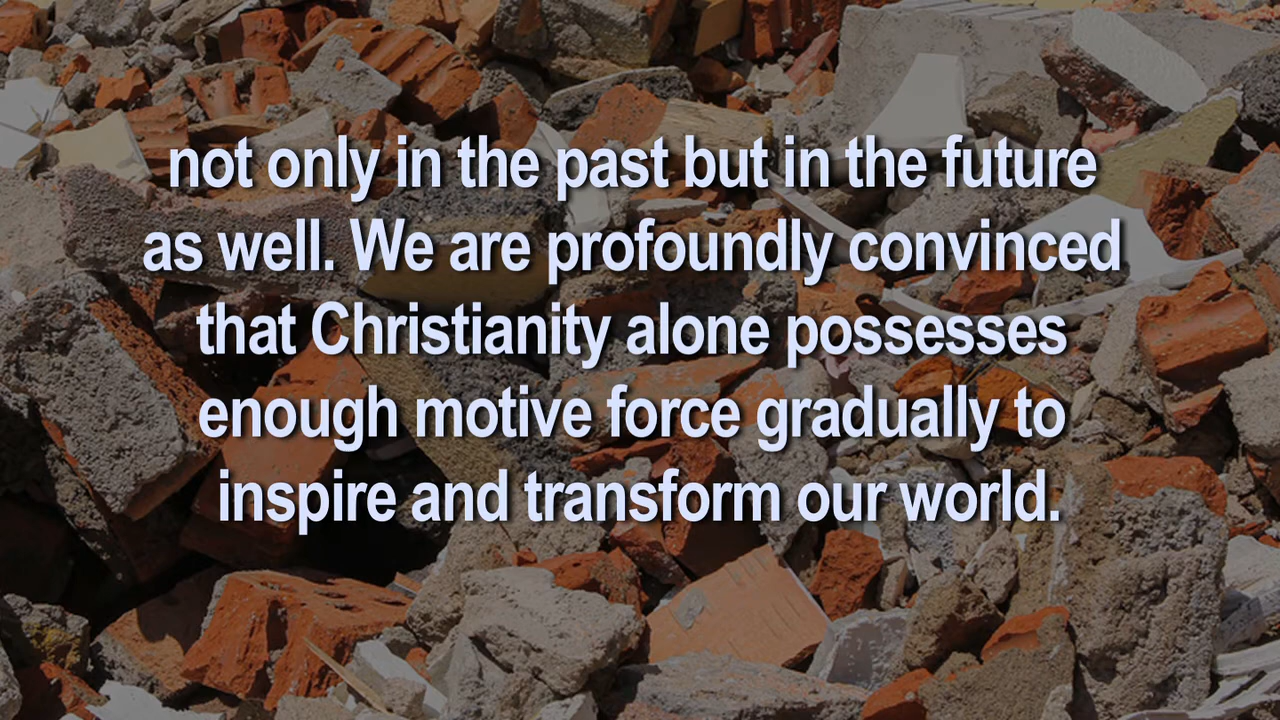 not only in the past but in the future
as well. We are profoundly convinced
that Christianity alone possesses
enough motive force gradually to
inspire and transform our world.